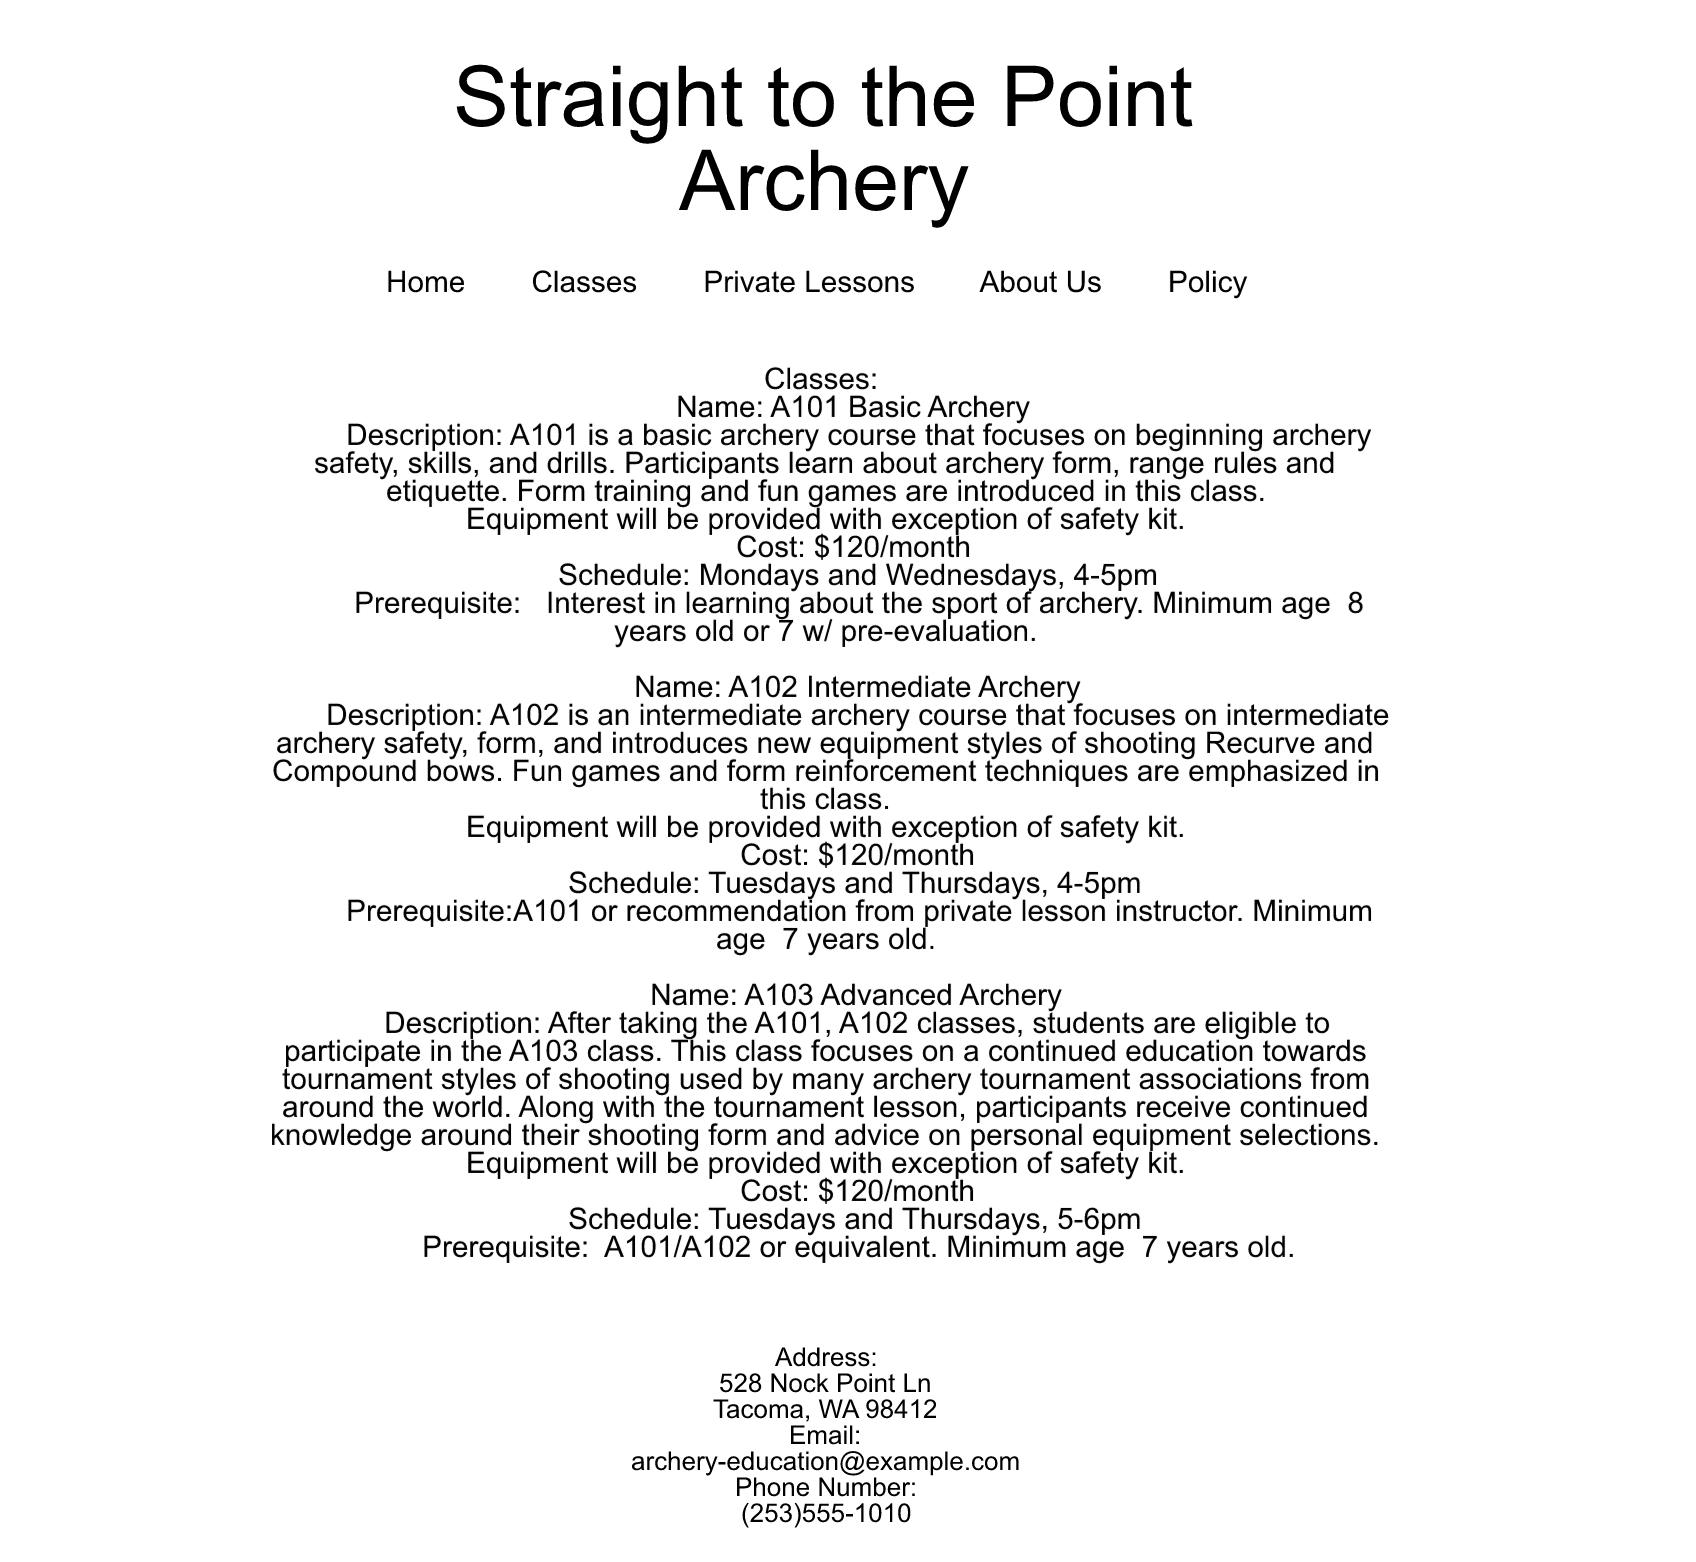 Straight to the Point
Archery
Home Classes Private Lessons About Us Policy
Classes:
Name: A101 Basic Archery
Description: A101 is a basic archery course that focuses on beginning archery
safety, skills, and drills. Participants learn about archery form, range rules and
etiquette. Form training and fun games are introduced in this class.
Equipment will be provided with exception of safety kit.
Cost: $120/month
Schedule: Mondays and Wednesdays, 4-5pm
Prerequisite:   Interest in learning about the sport of archery. Minimum age  8
years old or 7 w/ pre-evaluation.
Name: A102 Intermediate Archery
Description: A102 is an intermediate archery course that focuses on intermediate
archery safety, form, and introduces new equipment styles of shooting Recurve and
Compound bows. Fun games and form reinforcement techniques are emphasized in
this class.
Equipment will be provided with exception of safety kit.
Cost: $120/month
Schedule: Tuesdays and Thursdays, 4-5pm
Prerequisite:A101 or recommendation from private lesson instructor. Minimum
age  7 years old.
Name: A103 Advanced Archery
Description: After taking the A101, A102 classes, students are eligible to
participate in the A103 class. This class focuses on a continued education towards
tournament styles of shooting used by many archery tournament associations from
around the world. Along with the tournament lesson, participants receive continued
knowledge around their shooting form and advice on personal equipment selections.
Equipment will be provided with exception of safety kit.
Cost: $120/month
Schedule: Tuesdays and Thursdays, 5-6pm
Prerequisite:  A101/A102 or equivalent. Minimum age  7 years old.
Address:
528 Nock Point Ln
Tacoma, WA 98412
Email:
archery-education@example.com
Phone Number:
(253)555-1010